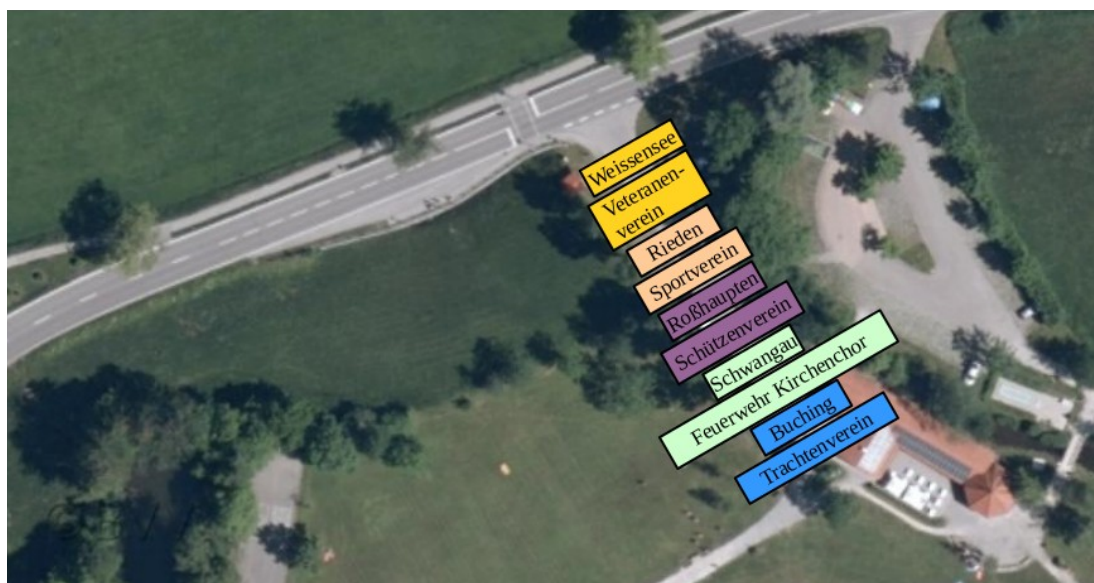 Weissensee
Veteranen-
verein
Rieden
Sportverein
Roßhaupten
Schützenverein
Schwangau
Feuerwehr Kirchenchor
Buching
Trachtenverein